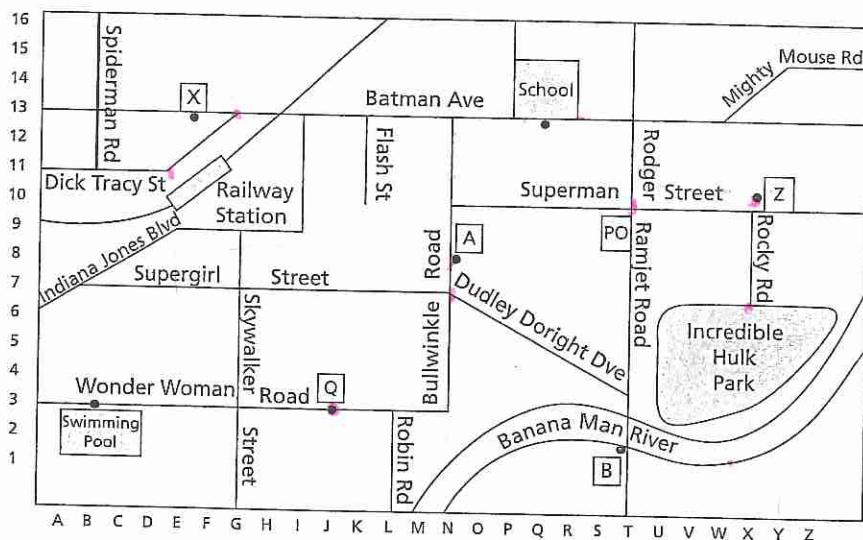 16
15
14
13
12
11
10
9
8
7
6
5
4
3
2
1
Spiderman Rd
X
Batman Ave
School
Mighty
Mouse Rd
Dick Tracy St
Railway
Station
Flash St
Rodger
Ramjet Road
Superman Street
Z
PO
A
Indiana Jones Blvd
Supergirl Street
Bullwinkle Road
Dudley Doright Dve
Rocky Rd
Incredible
Hulk
Park
Skywalker Street
Wonder Woman Road
Q
Swimming
Pool
Robin Rd
Banana Man River
B
A B C D E F G H I J K L M N O P Q R S T U V W X Y Z